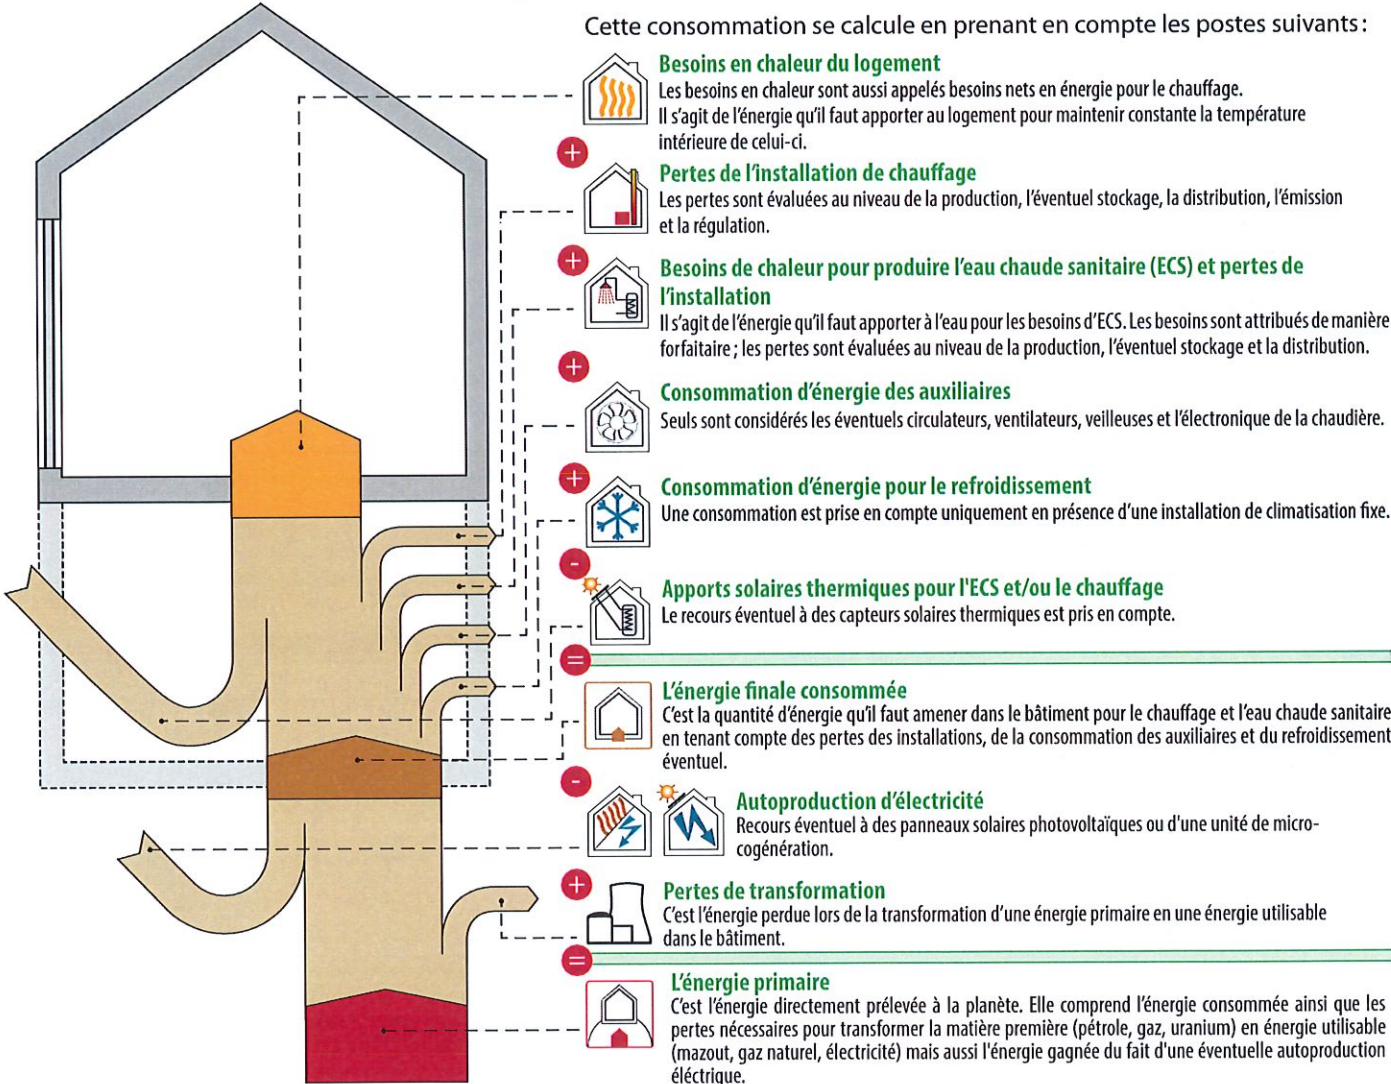 Cette consommation se calcule en prenant en compte les postes suivants :
Besoins en chaleur du logement
Les besoins en chaleur sont aussi appelés besoins nets en énergie pour le chauffage.
Il s'agit de l'énergie qu'il faut apporter au logement pour maintenir constante la température
intérieure de celui-ci.
+
Pertes de l'installation de chauffage
Les pertes sont évaluées au niveau de la production, l'éventuel stockage, la distribution, l'émission
et la régulation.
+
Besoins de chaleur pour produire l'eau chaude sanitaire (ECS) et pertes de
l'installation
Il s'agit de l'énergie qu'il faut apporter à l'eau pour les besoins d'ECS. Les besoins sont attribués de manière
forfaitaire ; les pertes sont évaluées au niveau de la production, l'éventuel stockage et la distribution.
+
Consommation d'énergie des auxiliaires
Seuls sont considérés les éventuels circulateurs, ventilateurs, veilleuses et l'électronique de la chaudière.
+
Consommation d'énergie pour le refroidissement
Une consommation est prise en compte uniquement en présence d'une installation de climatisation fixe.
-
Apports solaires thermiques pour l'ECS et/ou le chauffage
Le recours éventuel à des capteurs solaires thermiques est pris en compte.
=
L'énergie finale consommée
C'est la quantité d'énergie qu'il faut amener dans le bâtiment pour le chauffage et l'eau chaude sanitaire
en tenant compte des pertes des installations, de la consommation des auxiliaires et du refroidissement
éventuel.
-
Autoproduction d'électricité
Recours éventuel à des panneaux solaires photovoltaïques ou d'une unité de micro-
cogénération.
+
Pertes de transformation
C'est l'énergie perdue lors de la transformation d'une énergie primaire en une énergie utilisable
dans le bâtiment.
=
L'énergie primaire
C'est l'énergie directement prélevée à la planète. Elle comprend l'énergie consommée ainsi que les
pertes nécessaires pour transformer la matière première (pétrole, gaz, uranium) en énergie utilisable
(mazout, gaz naturel, électricité) mais aussi l'énergie gagnée du fait d'une éventuelle autoproduction
éléctrique.